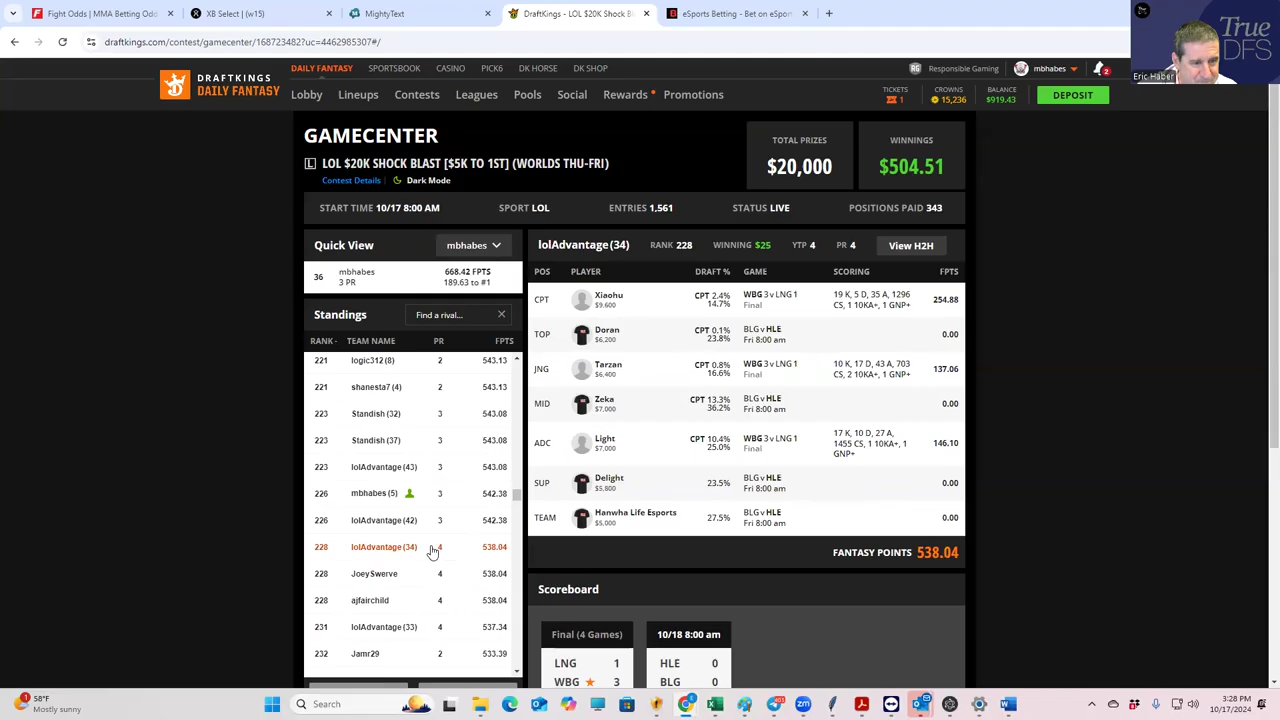 Fight Odds | MMA Betting Odd
XB Select | (w15)
MightyText
DraftKings - LOL $20K Shock Bl
eSports Betting - Bet on eSport
draftkings.com/contest/gamecenter/168723482?uc=4462985307#/
True
DFS
Eric Haber
DRAFTKINGS
DAILY FANTASY
DAILY FANTASY SPORTSBOOK CASINO PICK6 DK HORSE DK SHOP
RG Responsible Gaming mbhabes 2
Lobby Lineups Contests Leagues Pools Social Rewards Promotions
TICKETS CROWNS BALANCE
1 15,236 $919.43
DEPOSIT
GAMECENTER
L LOL $20K SHOCK BLAST [$5K TO 1ST] (WORLDS THU-FRI)
Contest Details Dark Mode
TOTAL PRIZES
$20,000
WINNINGS
$504.51
START TIME 10/17 8:00 AM SPORT LOL ENTRIES 1,561 STATUS LIVE POSITIONS PAID 343
Quick View mbhabes
36 mbhabes 668.42 FPTS
3 PR 189.63 to #1
Standings Find a rival...
RANK TEAM NAME PR FPTS
221 logic312 (8) 2 543.13
221 shanesta7 (4) 2 543.13
223 Standish (32) 3 543.08
223 Standish (37) 3 543.08
223 lolAdvantage (43) 3 543.08
226 mbhabes (5) 3 542.38
226 lolAdvantage (42) 3 542.38
228 lolAdvantage (34) 4 538.04
228 JoeySwerve 4 538.04
228 ajfairchild 4 538.04
231 lolAdvantage (33) 4 537.34
232 Jamr29 2 533.39
lolAdvantage (34) RANK 228 WINNING $25 YTP 4 PR 4 View H2H
POS PLAYER DRAFT % GAME SCORING FPTS
CPT Xiaohu $9,600 CPT 2.4% 14.7% WBG 3 v LNG 1 Final 19 K, 5 D, 35 A, 1296 CS, 1 10KA+, 1 GNP+ 254.88
TOP Doran $6,200 CPT 0.1% 23.8% BLG v HLE Fri 8:00 am 0.00
JNG Tarzan $6,400 CPT 0.8% 16.6% WBG 3 v LNG 1 Final 10 K, 17 D, 43 A, 703 CS, 2 10KA+, 1 GNP+ 137.06
MID Zeka $7,000 CPT 13.3% 36.2% BLG v HLE Fri 8:00 am 0.00
ADC Light $7,000 CPT 10.4% 25.0% WBG 3 v LNG 1 Final 17 K, 10 D, 27 A, 1455 CS, 1 10KA+, 1 GNP+ 146.10
SUP Delight $5,800 23.5% BLG v HLE Fri 8:00 am 0.00
TEAM Hanwha Life Esports $5,000 27.5% BLG v HLE Fri 8:00 am 0.00
FANTASY POINTS 538.04
Scoreboard
Final (4 Games)
LNG 1
WBG 3
10/18 8:00 am
HLE 0
BLG 0
58°F
Mostly sunny
Search
3:28 PM
10/17/2024